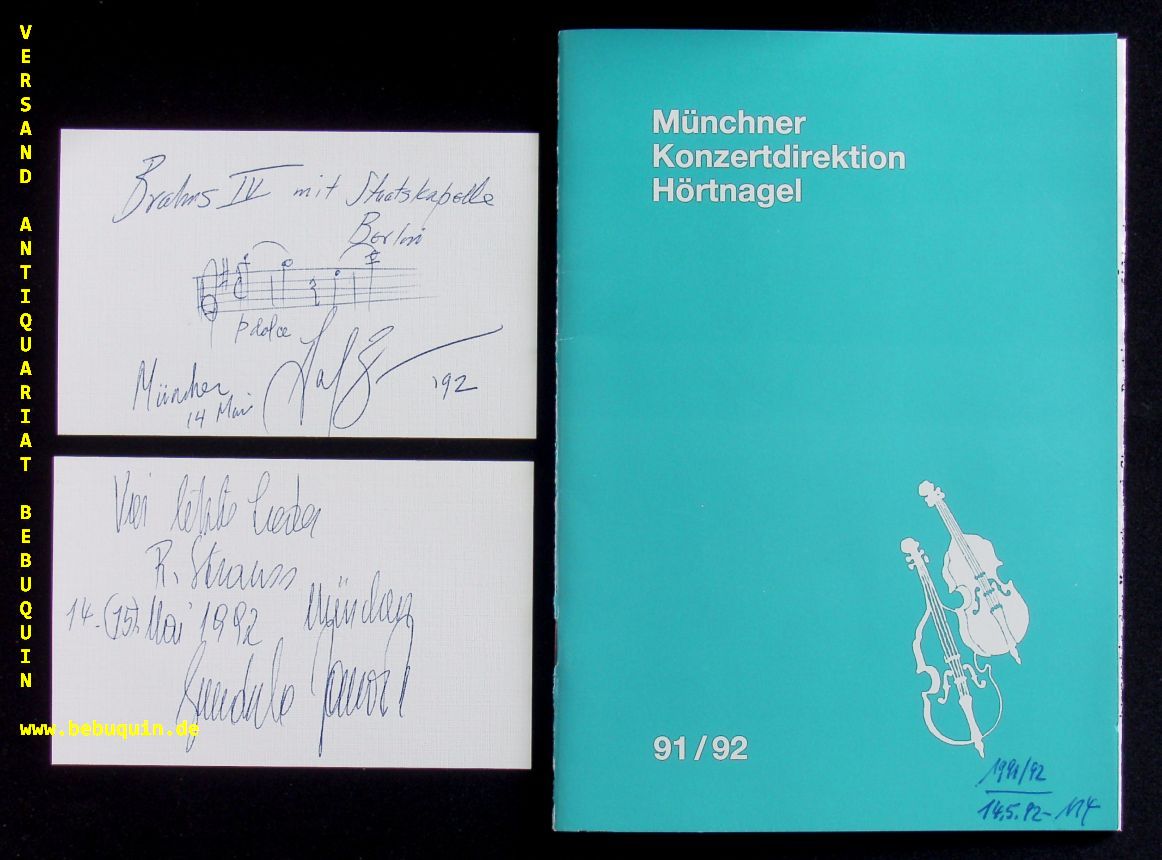 VERSAND ANTIQUARIAT BEBUQUIN
www.bebuquin.de
Brahms IV mit Staatskapelle
Berlin
p dolce
München
14 Mai
'92
Vier letzte Lieder
R. Strauss
14. (15). Mai 1992 München
Gundula Janowitz
Münchner
Konzertdirektion
Hörtnagel
91/92
1991/92
14.5.92-